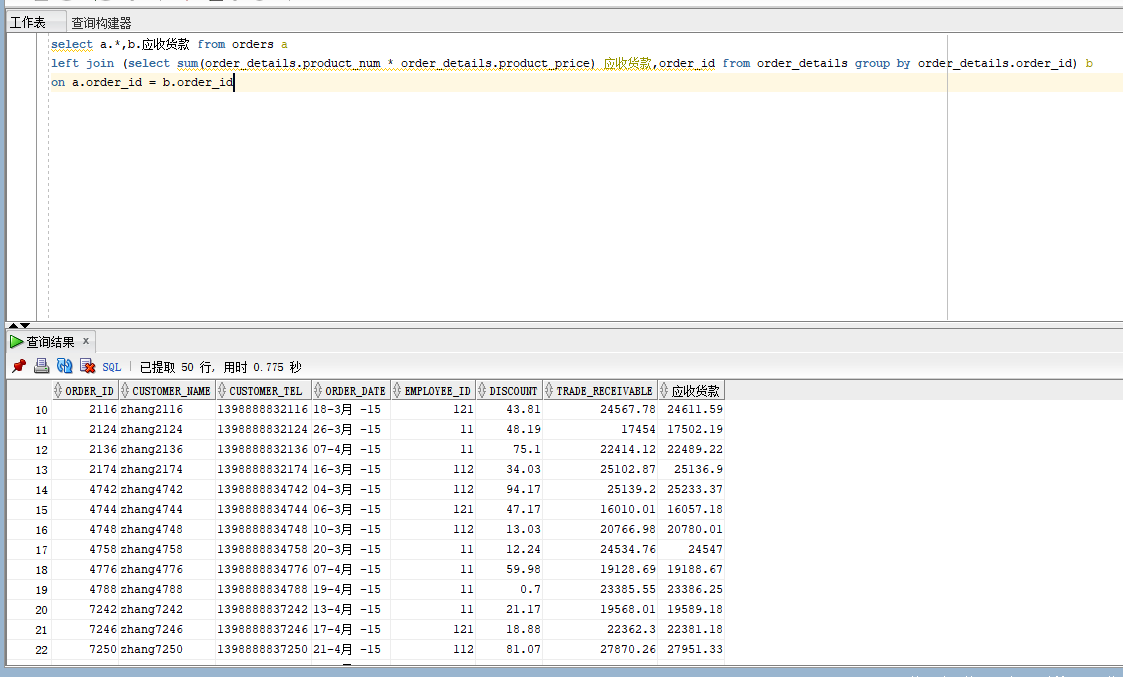 工作表 查询构建器
select a.*,b.应收货款 from orders a
left join (select sum(order_details.product_num * order_details.product_price) 应收货款,order_id from order_details group by order_details.order_id) b
on a.order_id = b.order_id
查询结果 x
SQL | 已提取 50 行, 用时 0.775 秒
ORDER_ID CUSTOMER_NAME CUSTOMER_TEL ORDER_DATE EMPLOYEE_ID DISCOUNT TRADE_RECEIVABLE 应收货款
10 2116 zhang2116 1398888832116 18-3月 -15 121 43.81 24567.78 24611.59
11 2124 zhang2124 1398888832124 26-3月 -15 11 48.19 17454 17502.19
12 2136 zhang2136 1398888832136 07-4月 -15 11 75.1 22414.12 22489.22
13 2174 zhang2174 1398888832174 16-3月 -15 112 34.03 25102.87 25136.9
14 4742 zhang4742 1398888834742 04-3月 -15 112 94.17 25139.2 25233.37
15 4744 zhang4744 1398888834744 06-3月 -15 121 47.17 16010.01 16057.18
16 4748 zhang4748 1398888834748 10-3月 -15 112 13.03 20766.98 20780.01
17 4758 zhang4758 1398888834758 20-3月 -15 11 12.24 24534.76 24547
18 4776 zhang4776 1398888834776 07-4月 -15 11 59.98 19128.69 19188.67
19 4788 zhang4788 1398888834788 19-4月 -15 11 0.7 23385.55 23386.25
20 7242 zhang7242 1398888837242 13-4月 -15 11 21.17 19568.01 19589.18
21 7246 zhang7246 1398888837246 17-4月 -15 121 18.88 22362.3 22381.18
22 7250 zhang7250 1398888837250 21-4月 -15 112 81.07 27870.26 27951.33